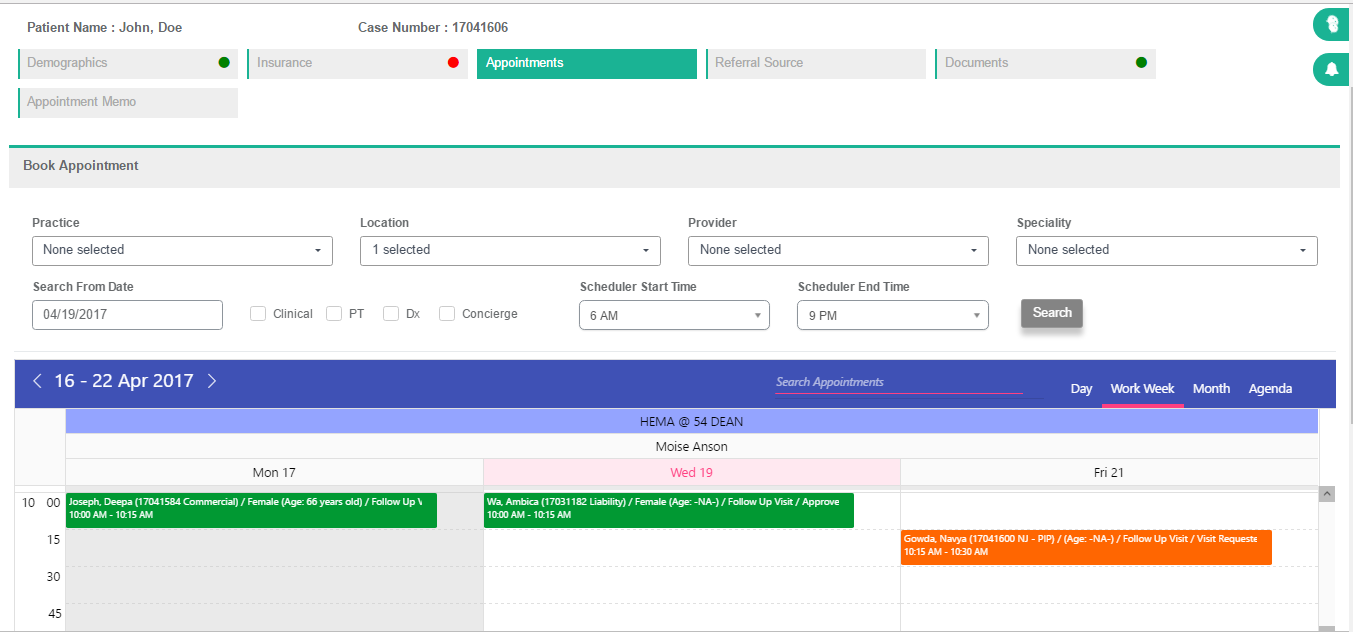 Patient Name : John, Doe Case Number : 17041606
Demographics Insurance Appointments Referral Source Documents
Appointment Memo
Book Appointment
Practice Location Provider Speciality
None selected 1 selected None selected None selected
Search From Date Scheduler Start Time Scheduler End Time
04/19/2017 Clinical PT Dx Concierge 6 AM 9 PM Search
16 - 22 Apr 2017 Search Appointments Day Work Week Month Agenda
HEMA @ 54 DEAN
Moise Anson
Mon 17 Wed 19 Fri 21
10 00 Joseph, Deepa (17041584 Commercial) / Female (Age: 66 years old) / Follow Up Wa, Ambica (17031182 Liability) / Female (Age: -NA-) / Follow Up Visit / Approve
10:00 AM - 10:15 AM 10:00 AM - 10:15 AM
15 Gowda, Navya (17041600 NJ - PIP) / (Age: -NA-) / Follow Up Visit / Visit Requeste
10:15 AM - 10:30 AM
30
45